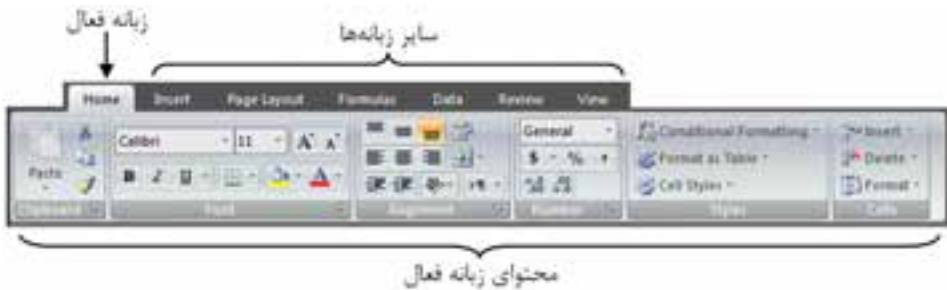 زبانه فعال
سایر زبانه‌ها
Home Insert Page Layout Formulas Data Review View
Calibri 11 A A General Conditional Formatting Insert
Paste B I U A $ % , Format as Table Delete
Cell Styles Format
Clipboard Font Alignment Number Styles Cells
محتوای زبانه فعال